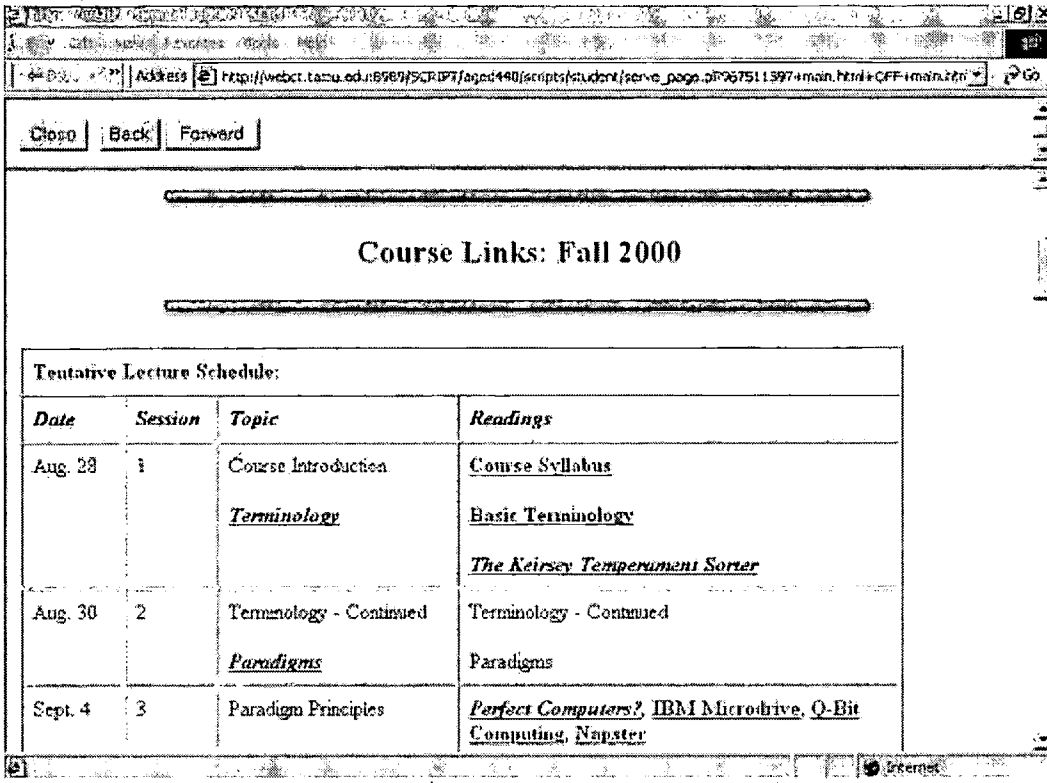 Address http://webct.tamu.edu:8989/SCRIPT/aged440/scripts/student/serve_page.pl?967511397+main.html+OFF+main.htm Go
Close Back Forward
Course Links: Fall 2000
Tentative Lecture Schedule:
Date Session Topic Readings
Aug. 28 1 Course Introduction Course Syllabus
Terminology Basic Terminology
The Keirsey Temperament Sorter
Aug. 30 2 Terminology - Continued Terminology - Continued
Paradigms Paradigms
Sept. 4 3 Paradigm Principles Perfect Computers?, IBM Microdrive, Q-Bit
Computing, Napster
Internet